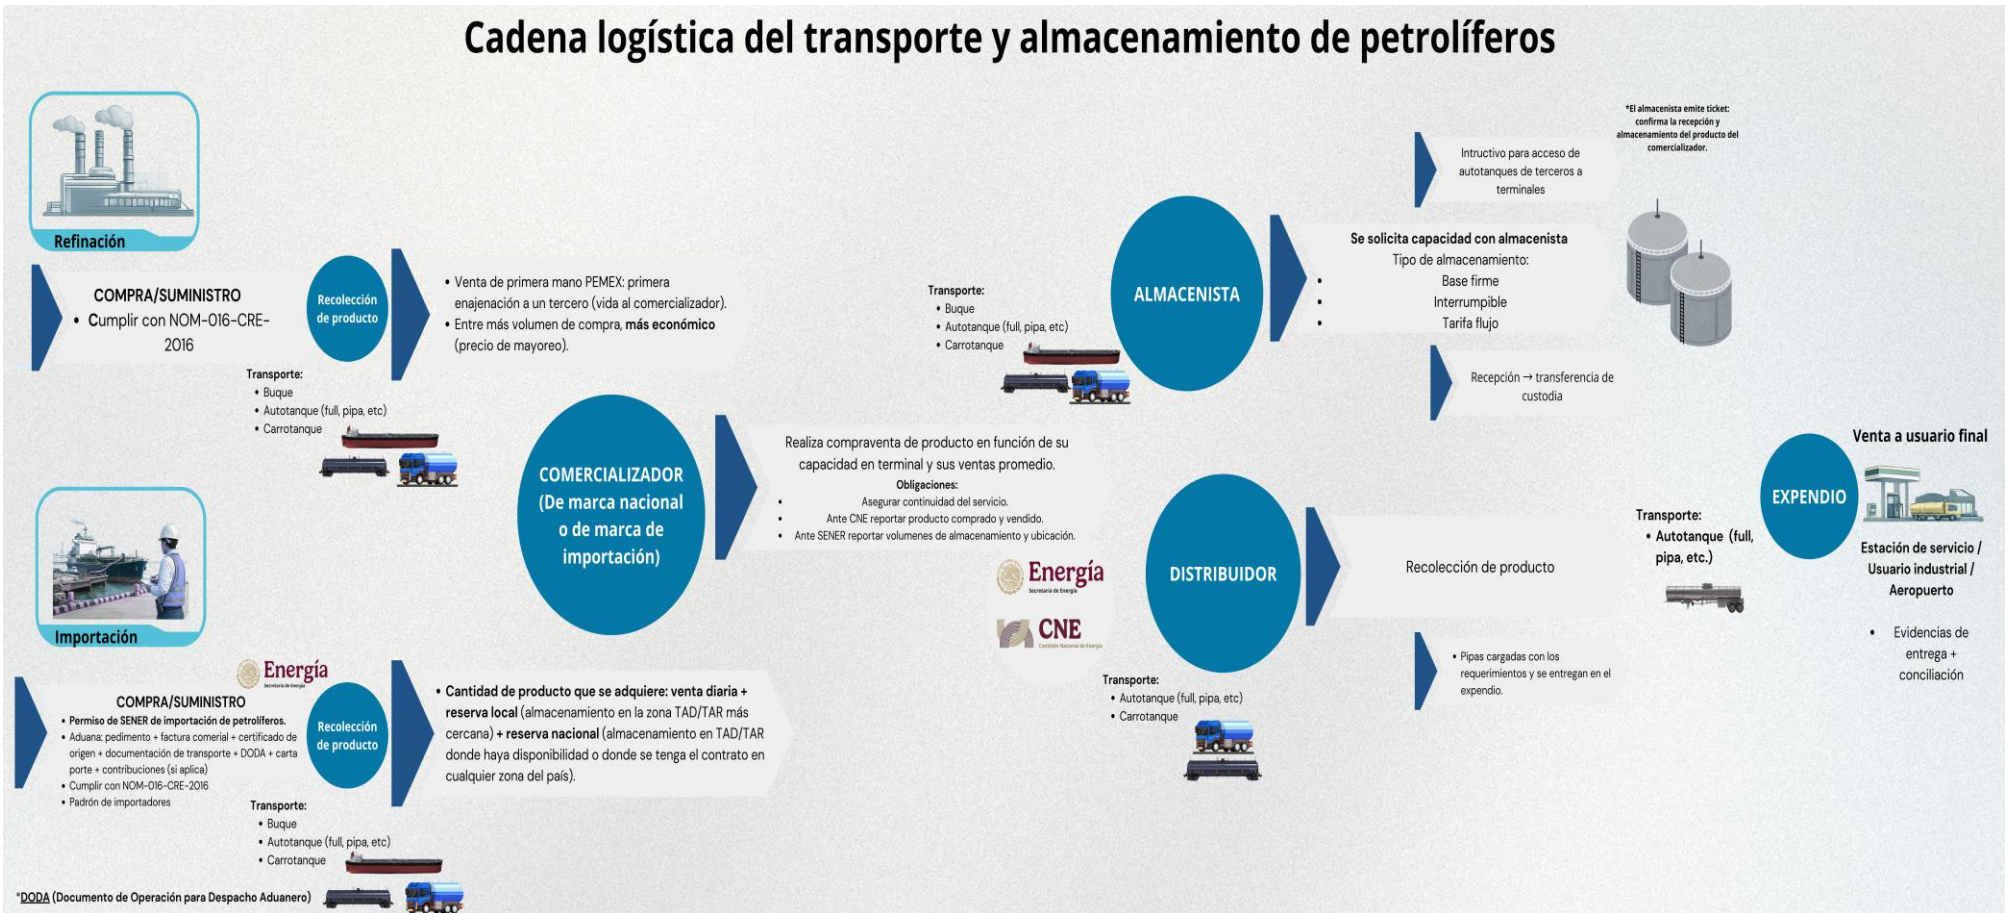 Cadena logística del transporte y almacenamiento de petrolíferos
Refinación
COMPRA/SUMINISTRO
• Cumplir con NOM-016-CRE-
2016
Recolección
de producto
Transporte:
• Buque
• Autotanque (full, pipa, etc)
• Carrotanque
• Venta de primera mano PEMEX: primera
enajenación a un tercero (vida al comercializador).
• Entre más volumen de compra, más económico
(precio de mayoreo).
Importación
Energía
Secretaría de Energía
COMPRA/SUMINISTRO
• Permiso de SENER de importación de petrolíferos.
• Aduana: pedimento + factura comerial + certificado de
origen + documentación de transporte + DODA + carta
porte + contribuciones (si aplica)
• Cumplir con NOM-016-CRE-2016
• Padrón de importadores
Recolección
de producto
Transporte:
• Buque
• Autotanque (full, pipa, etc)
• Carrotanque
*DODA (Documento de Operación para Despacho Aduanero)
• Cantidad de producto que se adquiere: venta diaria +
reserva local (almacenamiento en la zona TAD/TAR más
cercana) + reserva nacional (almacenamiento en TAD/TAR
donde haya disponibilidad o donde se tenga el contrato en
cualquier zona del país).
COMERCIALIZADOR
(De marca nacional
o de marca de
importación)
Realiza compraventa de producto en función de su
capacidad en terminal y sus ventas promedio.
Obligaciones:
• Asegurar continuidad del servicio.
• Ante CNE reportar producto comprado y vendido.
• Ante SENER reportar volumenes de almacenamiento y ubicación.
Energía
Secretaría de Energía
CNE
Comisión Nacional de Energía
Transporte:
• Buque
• Autotanque (full, pipa, etc)
• Carrotanque
ALMACENISTA
Intructivo para acceso de
autotanques de terceros a
terminales
Se solicita capacidad con almacenista
Tipo de almacenamiento:
• Base firme
• Interrumpible
• Tarifa flujo
Recepción → transferencia de
custodia
*El almacenista emite ticket:
confirma la recepción y
almacenamiento del producto del
comercializador.
DISTRIBUIDOR
Transporte:
• Autotanque (full, pipa, etc)
• Carrotanque
Recolección de producto
• Pipas cargadas con los
requerimientos y se entregan en el
expendio.
Transporte:
• Autotanque (full,
pipa, etc.)
EXPENDIO
Venta a usuario final
Estación de servicio /
Usuario industrial /
Aeropuerto
• Evidencias de
entrega +
conciliación